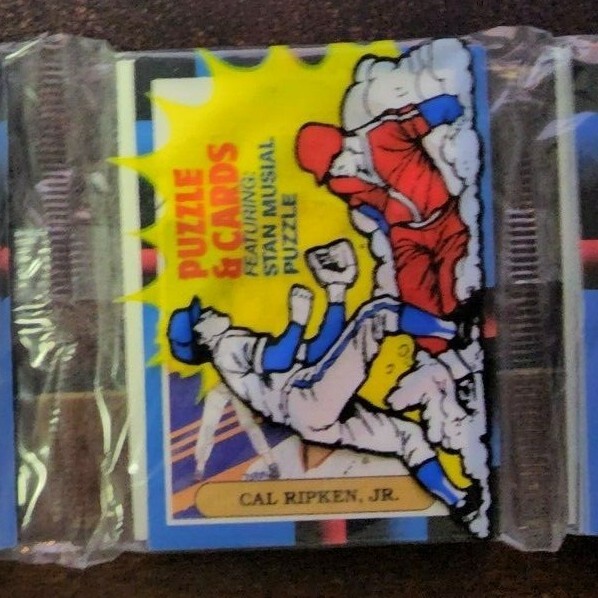 PUZZLE
& CARDS
FEATURING:
STAN MUSIAL
PUZZLE
CAL RIPKEN, JR.